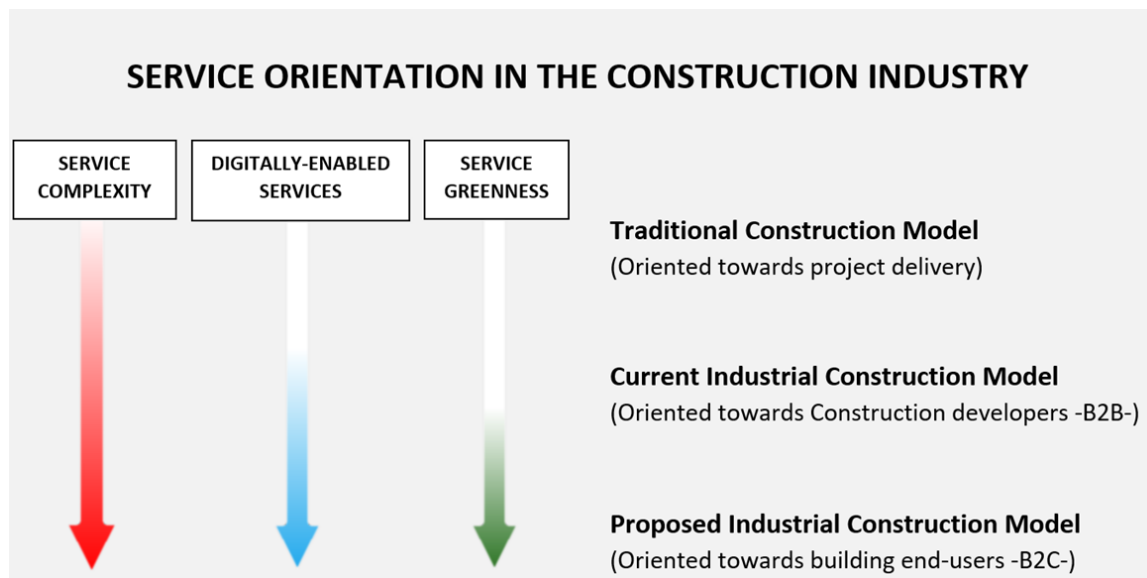 SERVICE ORIENTATION IN THE CONSTRUCTION INDUSTRY
SERVICE
COMPLEXITY
DIGITALLY-ENABLED
SERVICES
SERVICE
GREENNESS
Traditional Construction Model
(Oriented towards project delivery)
Current Industrial Construction Model
(Oriented towards Construction developers -B2B-)
Proposed Industrial Construction Model
(Oriented towards building end-users -B2C-)